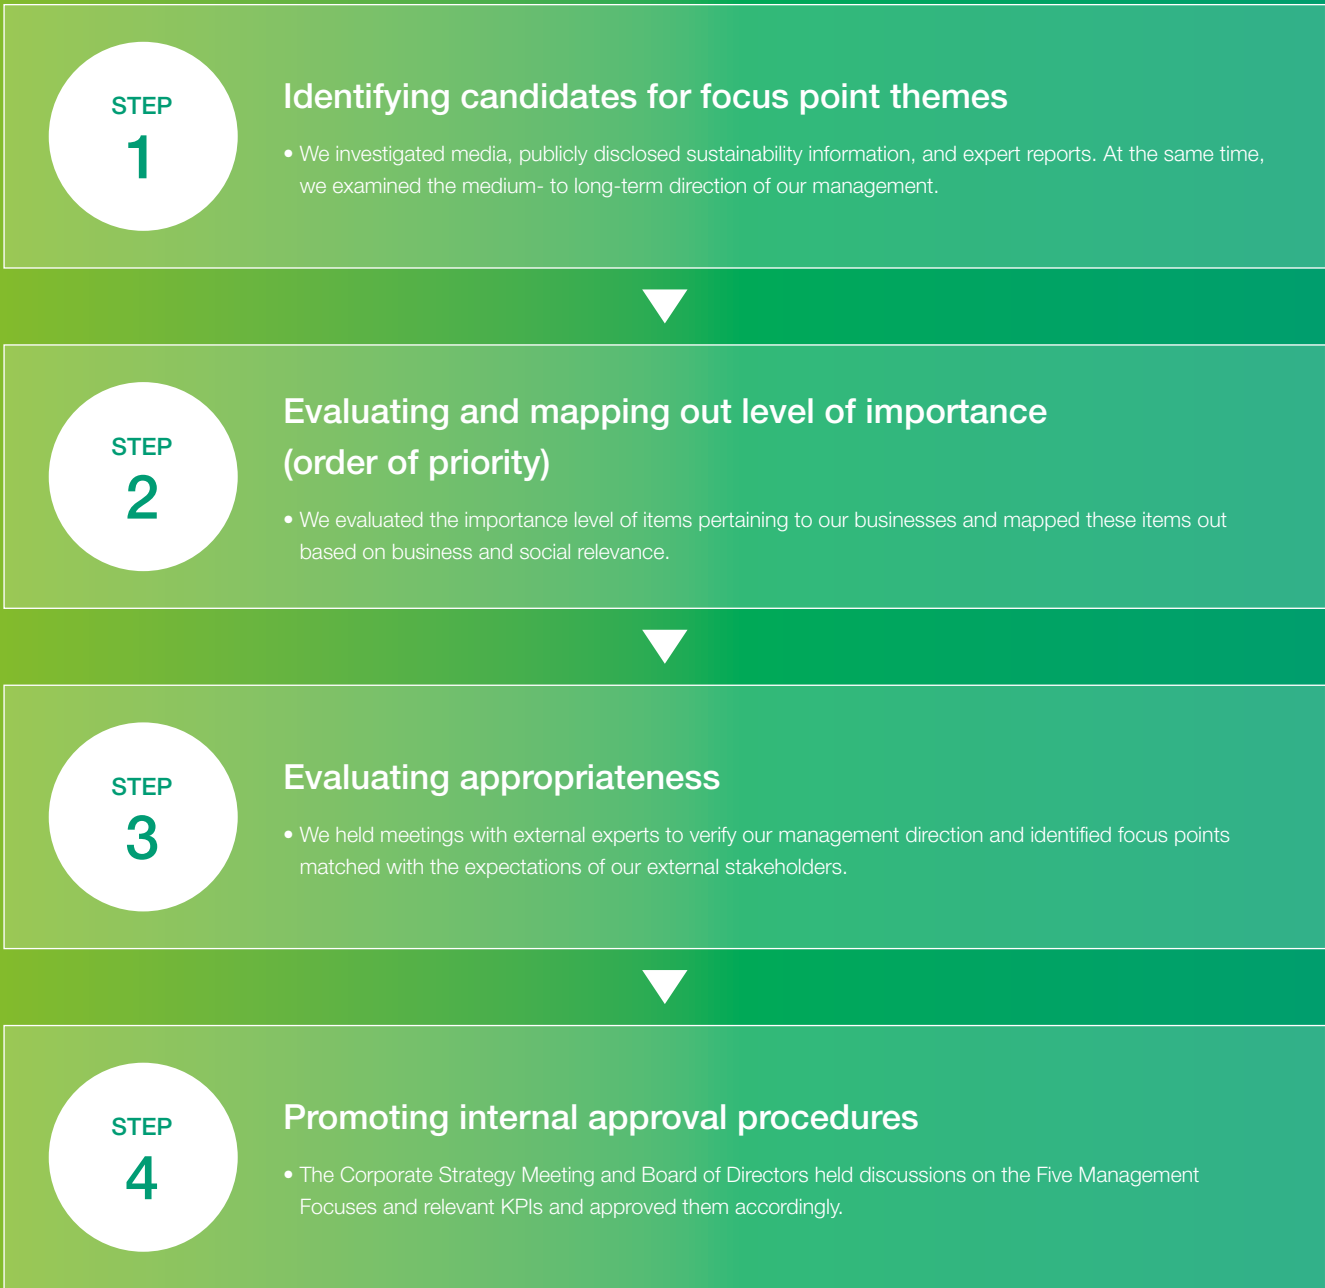 STEP
1
Identifying candidates for focus point themes
• We investigated media, publicly disclosed sustainability information, and expert reports. At the same time,
we examined the medium- to long-term direction of our management.
STEP
2
Evaluating and mapping out level of importance
(order of priority)
• We evaluated the importance level of items pertaining to our businesses and mapped these items out
based on business and social relevance.
STEP
3
Evaluating appropriateness
• We held meetings with external experts to verify our management direction and identified focus points
matched with the expectations of our external stakeholders.
STEP
4
Promoting internal approval procedures
• The Corporate Strategy Meeting and Board of Directors held discussions on the Five Management
Focuses and relevant KPIs and approved them accordingly.